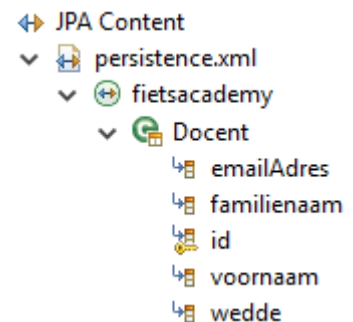 JPA Content
persistence.xml
fietsacademy
Docent
emailAdres
familienaam
id
voornaam
wedde